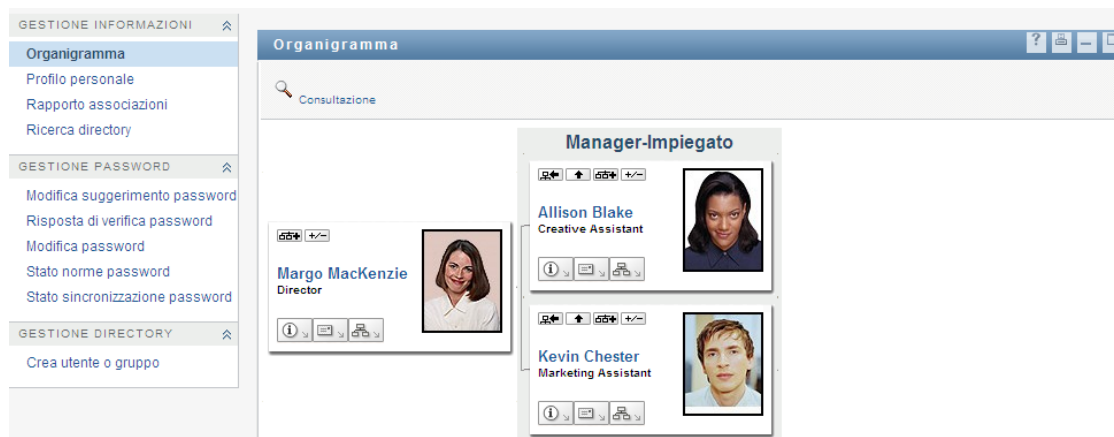 GESTIONE INFORMAZIONI
Organigramma
Profilo personale
Rapporto associazioni
Ricerca directory
GESTIONE PASSWORD
Modifica suggerimento password
Risposta di verifica password
Modifica password
Stato norme password
Stato sincronizzazione password
GESTIONE DIRECTORY
Crea utente o gruppo
Organigramma
?
Consultazione
Manager-Impiegato
+/−
Margo MacKenzie
Director
+/−
Allison Blake
Creative Assistant
+/−
Kevin Chester
Marketing Assistant